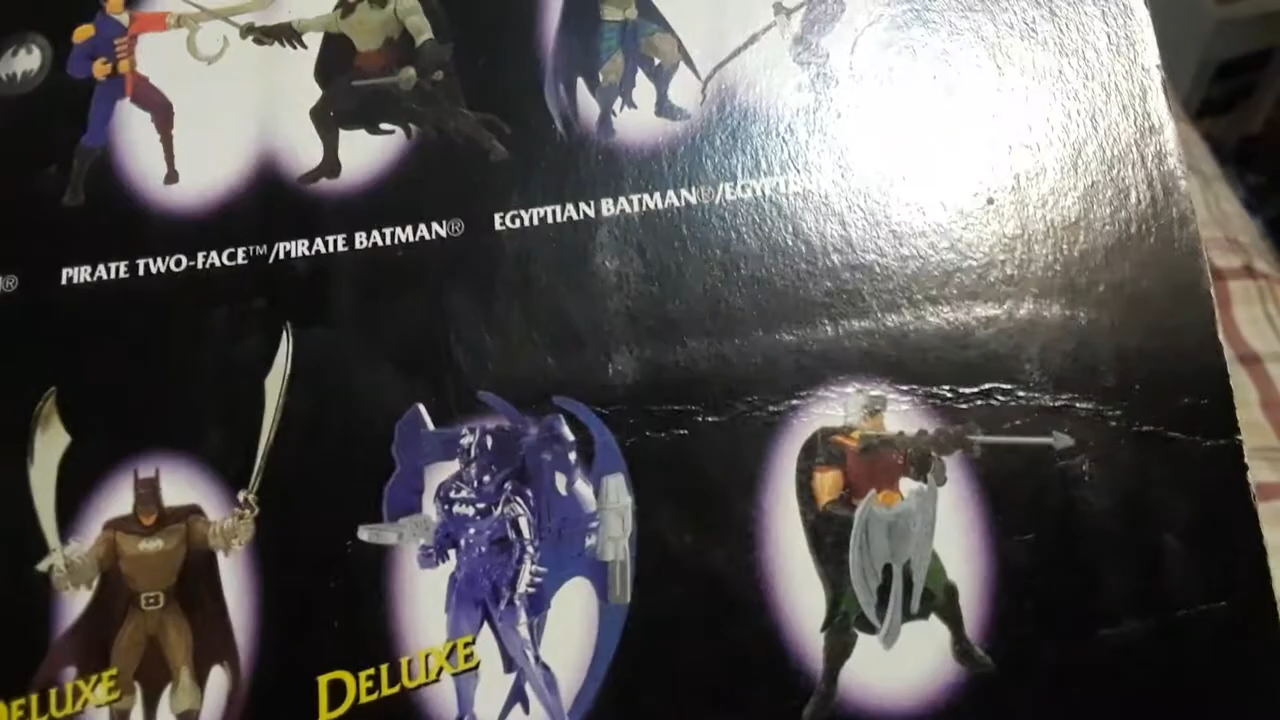 PIRATE TWO-FACE™/PIRATE BATMAN®
EGYPTIAN BATMAN®/EGYPT
®
DELUXE
DELUXE